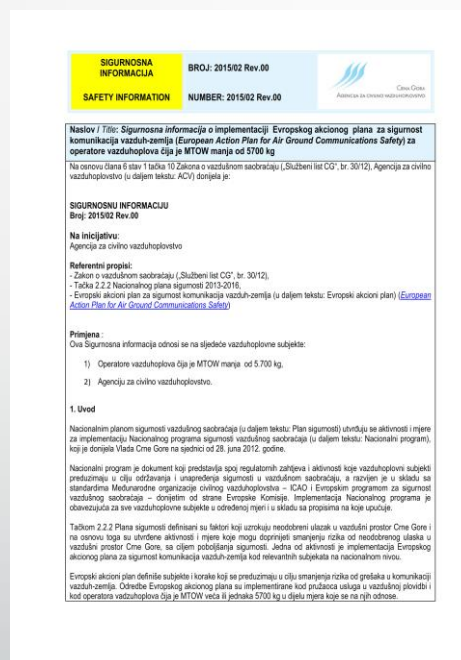 SIGURNOSNA
INFORMACIJA
BROJ: 2015/02 Rev.00
SAFETY INFORMATION
NUMBER: 2015/02 Rev.00
CRNA GORA
AGENCIJA ZA CIVILNO VAZDUHOPLOVSTVO
Naslov / Title: Sigurnosna informacija o implementaciji Evropskog akcionog plana za sigurnost
komunikacija vazduh-zemlja (European Action Plan for Air Ground Communications Safety) za
operatore vazduhoplova čija je MTOW manja od 5700 kg
Na osnovu člana 6 stav 1 tačka 10 Zakona o vazdušnom saobraćaju („Službeni list CG", br. 30/12), Agencija za civilno
vazduhoplovstvo (u daljem tekstu: ACV) donijela je:
SIGURNOSNU INFORMACIJU
Broj: 2015/02 Rev.00
Na inicijativu:
Agencija za civilno vazduhoplovstvo
Referentni propisi:
- Zakon o vazdušnom saobraćaju („Službeni list CG", br. 30/12),
- Tačka 2.2.2 Nacionalnog plana sigurnosti 2013-2016,
- Evropski akcioni plan za sigurnost komunikacija vazduh-zemlja (u daljem tekstu: Evropski akcioni plan) (European
Action Plan for Air Ground Communications Safety)
Primjena :
Ova Sigurnosna informacija odnosi se na sljedeće vazduhoplovne subjekte:
1) Operatore vazduhoplova čija je MTOW manja od 5.700 kg,
2) Agenciju za civilno vazduhoplovstvo.
1. Uvod
Nacionalnim planom sigurnosti vazdušnog saobraćaja (u daljem tekstu: Plan sigurnosti) utvrđuju se aktivnosti i mjere
za implementaciju Nacionalnog programa sigurnosti vazdušnog saobraćaja (u daljem tekstu: Nacionalni program),
koji je donijela Vlada Crne Gore na sjednici od 28. juna 2012. godine.
Nacionalni program je dokument koji predstavlja spoj regulatornih zahtjeva i aktivnosti koje vazduhoplovni subjekti
preduzimaju u cilju održavanja i unapređenja sigurnosti u vazdušnom saobraćaju, a razvijen je u skladu sa
standardima Međunarodne organizacije civilnog vazduhoplovstva – ICAO i Evropskim programom za sigurnost
vazdušnog saobraćaja – donijetim od strane Evropske Komisije. Implementacija Nacionalnog programa je
obavezujuća za sve vazduhoplovne subjekte u određenoj mjeri i u skladu sa propisima na koje upućuje.
Tačkom 2.2.2 Plana sigurnosti definisani su faktori koji uzrokuju neodobreni ulazak u vazdušni prostor Crne Gore i
na osnovu toga su utvrđene aktivnosti i mjere koje mogu doprinijeti smanjenju rizika od neodobrenog ulaska u
vazdušni prostor Crne Gore, sa ciljem poboljšanja sigurnosti. Jedna od aktivnosti je implementacija Evropskog
akcionog plana za sigurnost komunikacija vazduh-zemlja kod relevantnih subjekata na nacionalnom nivou.
Evropski akcioni plan definiše subjekte i korake koji se preduzimaju u cilju smanjenja rizika od grešaka u komunikaciji
vazduh-zemlja. Odredbe Evropskog akcionog plana su implementirane kod pružaoca usluga u vazdušnoj plovidbi i
kod operatora vadzuhoplova čija je MTOW veća ili jednaka 5700 kg u dijelu mjera koje se na njih odnose.